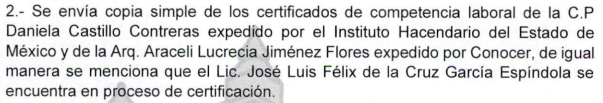 2.- Se envía copia simple de los certificados de competencia laboral de la C.P
Daniela Castillo Contreras expedido por el Instituto Hacendario del Estado de
México y de la Arq. Araceli Lucrecia Jiménez Flores expedido por Conocer, de igual
manera se menciona que el Lic. José Luis Félix de la Cruz García Espíndola se
encuentra en proceso de certificación.